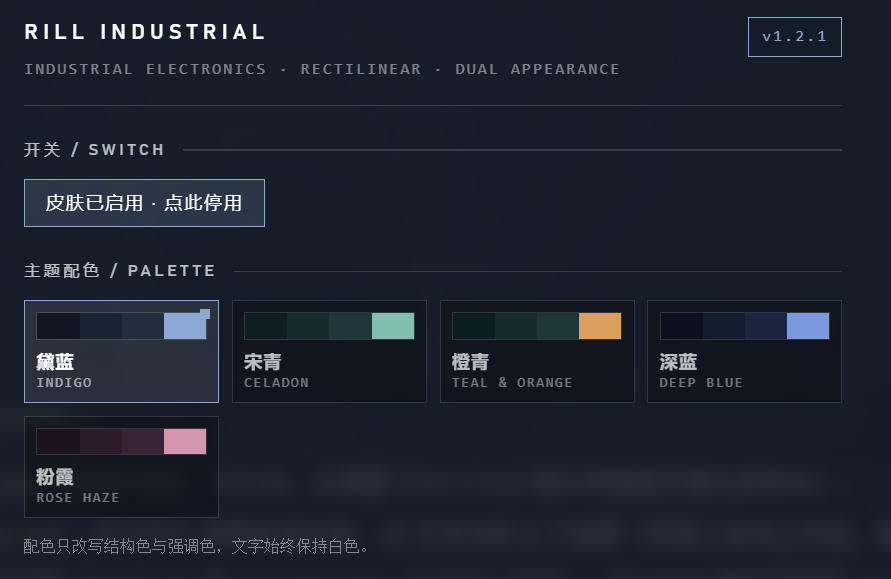 RILL INDUSTRIAL
v1.2.1
INDUSTRIAL ELECTRONICS · RECTILINEAR · DUAL APPEARANCE
开关 / SWITCH
皮肤已启用 · 点此停用
主题配色 / PALETTE
黛蓝
INDIGO
宋青
CELADON
橙青
TEAL & ORANGE
深蓝
DEEP BLUE
粉霞
ROSE HAZE
配色只改写结构色与强调色，文字始终保持白色。